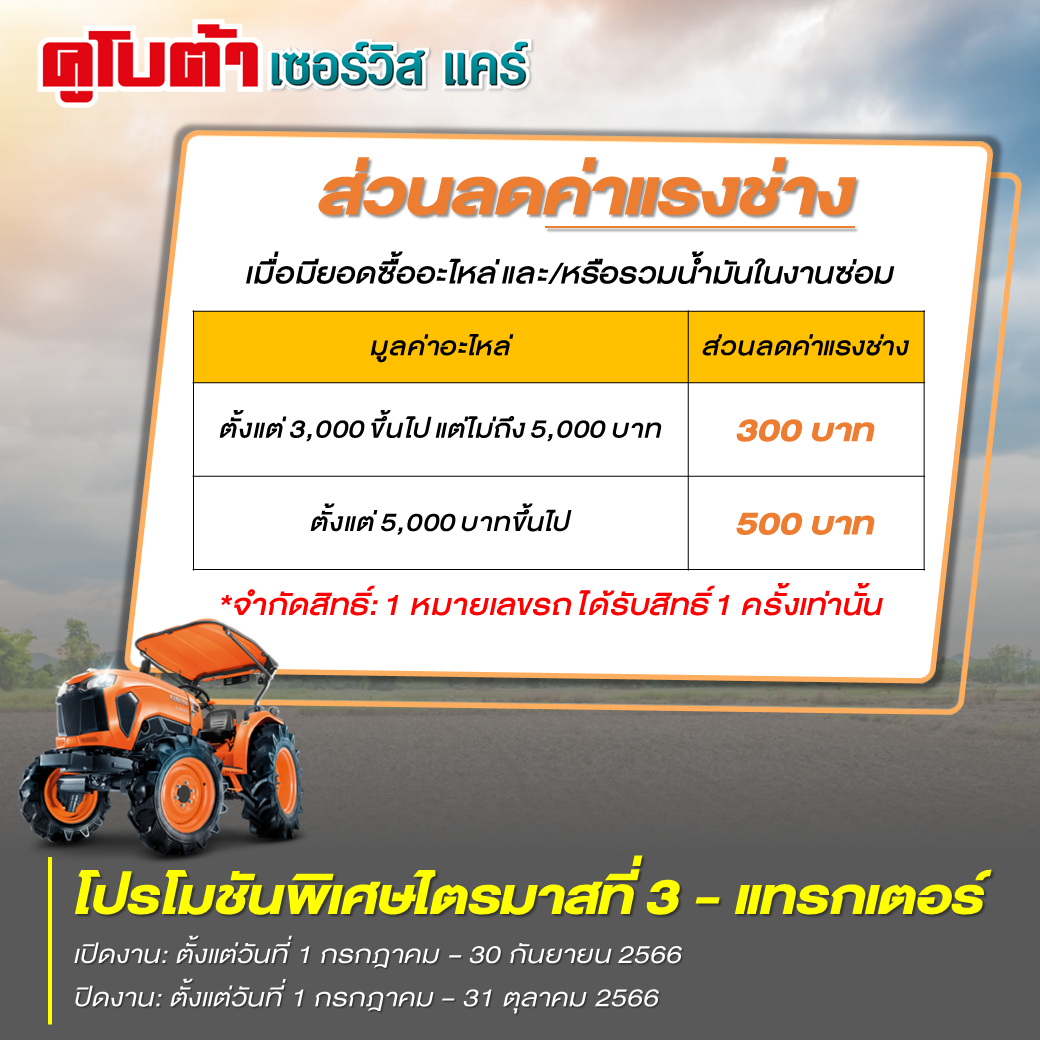 คูโบต้า เซอร์วิส แคร์
ส่วนลดค่าแรงช่าง
เมื่อมียอดซื้ออะไหล่ และ/หรือรวมน้ำมันในงานซ่อม
มูลค่าอะไหล่ ส่วนลดค่าแรงช่าง
ตั้งแต่ 3,000 ขึ้นไป แต่ไม่ถึง 5,000 บาท 300 บาท
ตั้งแต่ 5,000 บาทขึ้นไป 500 บาท
*จำกัดสิทธิ์: 1 หมายเลขรถ ได้รับสิทธิ์ 1 ครั้งเท่านั้น
โปรโมชันพิเศษไตรมาสที่ 3 - แทรกเตอร์
เปิดงาน: ตั้งแต่วันที่ 1 กรกฎาคม - 30 กันยายน 2566
ปิดงาน: ตั้งแต่วันที่ 1 กรกฎาคม - 31 ตุลาคม 2566